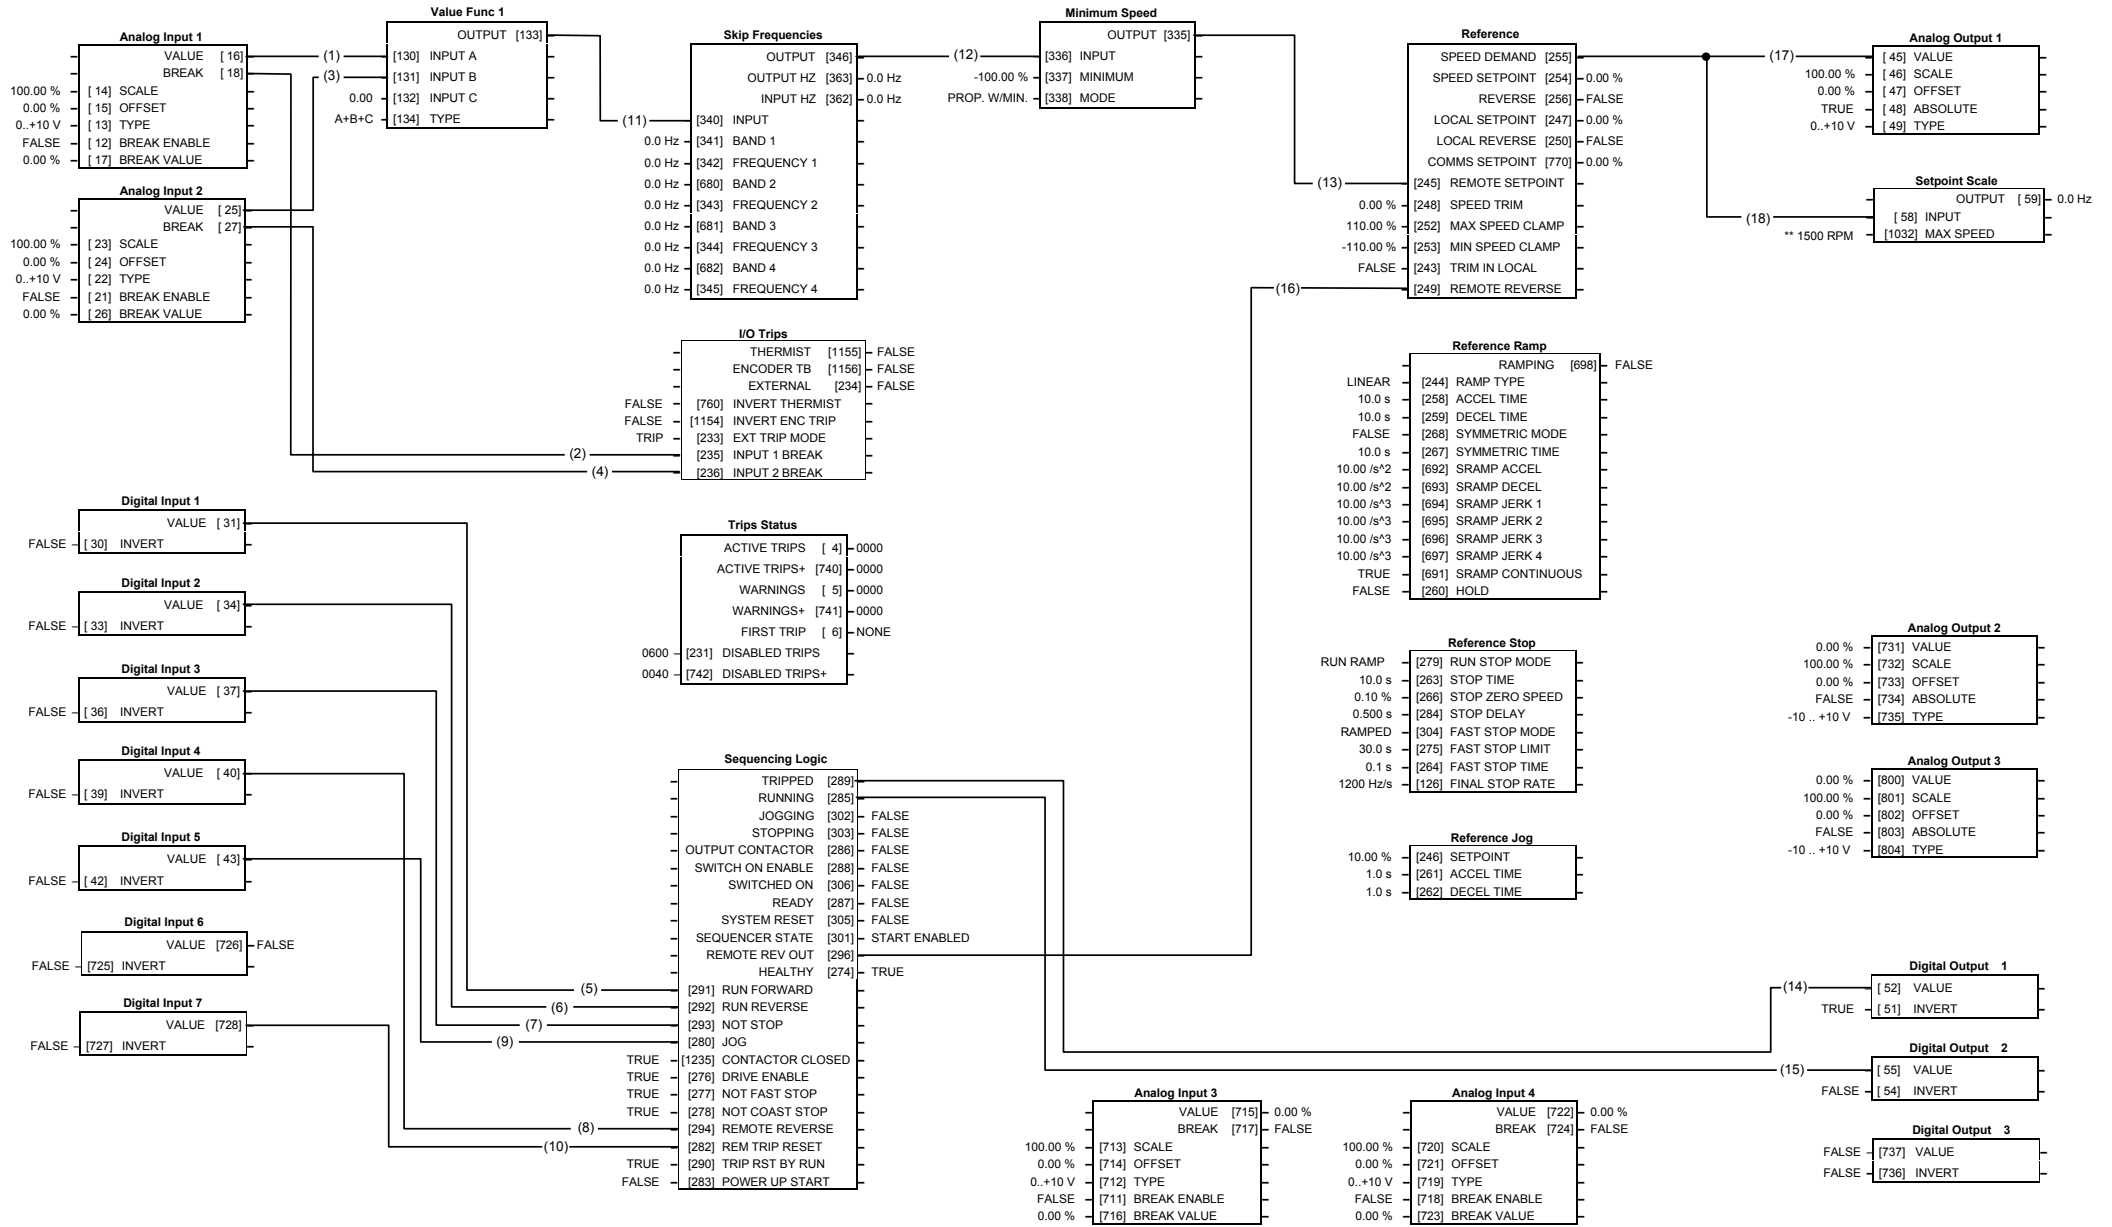 Analog Input 1
VALUE [ 16]
BREAK [ 18]
100.00 % [ 14] SCALE
0.00 % [ 15] OFFSET
0..+10 V [ 13] TYPE
FALSE [ 12] BREAK ENABLE
0.00 % [ 17] BREAK VALUE
Analog Input 2
VALUE [ 25]
BREAK [ 27]
100.00 % [ 23] SCALE
0.00 % [ 24] OFFSET
0..+10 V [ 22] TYPE
FALSE [ 21] BREAK ENABLE
0.00 % [ 26] BREAK VALUE
(1)
(3)
Value Func 1
OUTPUT [133]
[130] INPUT A
[131] INPUT B
0.00 [132] INPUT C
A+B+C [134] TYPE
(11)
Skip Frequencies
OUTPUT [346]
OUTPUT HZ [363] 0.0 Hz
INPUT HZ [362] 0.0 Hz
[340] INPUT
0.0 Hz [341] BAND 1
0.0 Hz [342] FREQUENCY 1
0.0 Hz [680] BAND 2
0.0 Hz [343] FREQUENCY 2
0.0 Hz [681] BAND 3
0.0 Hz [344] FREQUENCY 3
0.0 Hz [682] BAND 4
0.0 Hz [345] FREQUENCY 4
(12)
Minimum Speed
OUTPUT [335]
[336] INPUT
-100.00 % [337] MINIMUM
PROP. W/MIN. [338] MODE
(13)
(16)
Reference
SPEED DEMAND [255]
SPEED SETPOINT [254] 0.00 %
REVERSE [256] FALSE
LOCAL SETPOINT [247] 0.00 %
LOCAL REVERSE [250] FALSE
COMMS SETPOINT [770] 0.00 %
[245] REMOTE SETPOINT
0.00 % [248] SPEED TRIM
110.00 % [252] MAX SPEED CLAMP
-110.00 % [253] MIN SPEED CLAMP
FALSE [243] TRIM IN LOCAL
[249] REMOTE REVERSE
(17)
(18)
Analog Output 1
[ 45] VALUE
100.00 % [ 46] SCALE
0.00 % [ 47] OFFSET
TRUE [ 48] ABSOLUTE
0..+10 V [ 49] TYPE
Setpoint Scale
OUTPUT [ 59] 0.0 Hz
[ 58] INPUT
** 1500 RPM [1032] MAX SPEED
I/O Trips
THERMIST [1155] FALSE
ENCODER TB [1156] FALSE
EXTERNAL [234] FALSE
FALSE [760] INVERT THERMIST
FALSE [1154] INVERT ENC TRIP
TRIP [233] EXT TRIP MODE
(2) [235] INPUT 1 BREAK
(4) [236] INPUT 2 BREAK
Reference Ramp
RAMPING [698] FALSE
LINEAR [244] RAMP TYPE
10.0 s [258] ACCEL TIME
10.0 s [259] DECEL TIME
FALSE [268] SYMMETRIC MODE
10.0 s [267] SYMMETRIC TIME
10.00 /s^2 [692] SRAMP ACCEL
10.00 /s^2 [693] SRAMP DECEL
10.00 /s^3 [694] SRAMP JERK 1
10.00 /s^3 [695] SRAMP JERK 2
10.00 /s^3 [696] SRAMP JERK 3
10.00 /s^3 [697] SRAMP JERK 4
TRUE [691] SRAMP CONTINUOUS
FALSE [260] HOLD
Digital Input 1
VALUE [ 31]
FALSE [ 30] INVERT
Digital Input 2
VALUE [ 34]
FALSE [ 33] INVERT
Digital Input 3
VALUE [ 37]
FALSE [ 36] INVERT
Digital Input 4
VALUE [ 40]
FALSE [ 39] INVERT
Digital Input 5
VALUE [ 43]
FALSE [ 42] INVERT
Digital Input 6
VALUE [726] FALSE
FALSE [725] INVERT
Digital Input 7
VALUE [728]
FALSE [727] INVERT
Trips Status
ACTIVE TRIPS [ 4] 0000
ACTIVE TRIPS+ [740] 0000
WARNINGS [ 5] 0000
WARNINGS+ [741] 0000
FIRST TRIP [ 6] NONE
0600 [231] DISABLED TRIPS
0040 [742] DISABLED TRIPS+
Sequencing Logic
TRIPPED [289]
RUNNING [285]
JOGGING [302] FALSE
STOPPING [303] FALSE
OUTPUT CONTACTOR [286] FALSE
SWITCH ON ENABLE [288] FALSE
SWITCHED ON [306] FALSE
READY [287] FALSE
SYSTEM RESET [305] FALSE
SEQUENCER STATE [301] START ENABLED
REMOTE REV OUT [296]
HEALTHY [274] TRUE
(5) [291] RUN FORWARD
(6) [292] RUN REVERSE
(7) [293] NOT STOP
(9) [280] JOG
TRUE [1235] CONTACTOR CLOSED
TRUE [276] DRIVE ENABLE
TRUE [277] NOT FAST STOP
TRUE [278] NOT COAST STOP
(8) [294] REMOTE REVERSE
(10) [282] REM TRIP RESET
TRUE [290] TRIP RST BY RUN
FALSE [283] POWER UP START
Reference Stop
RUN RAMP [279] RUN STOP MODE
10.0 s [263] STOP TIME
0.10 % [266] STOP ZERO SPEED
0.500 s [284] STOP DELAY
RAMPED [304] FAST STOP MODE
30.0 s [275] FAST STOP LIMIT
0.1 s [264] FAST STOP TIME
1200 Hz/s [126] FINAL STOP RATE
Reference Jog
10.00 % [246] SETPOINT
1.0 s [261] ACCEL TIME
1.0 s [262] DECEL TIME
Analog Output 2
0.00 % [731] VALUE
100.00 % [732] SCALE
0.00 % [733] OFFSET
FALSE [734] ABSOLUTE
-10 .. +10 V [735] TYPE
Analog Output 3
0.00 % [800] VALUE
100.00 % [801] SCALE
0.00 % [802] OFFSET
FALSE [803] ABSOLUTE
-10 .. +10 V [804] TYPE
Digital Output 1
(14) [ 52] VALUE
TRUE [ 51] INVERT
Digital Output 2
(15) [ 55] VALUE
FALSE [ 54] INVERT
Digital Output 3
FALSE [737] VALUE
FALSE [736] INVERT
Analog Input 3
VALUE [715] 0.00 %
BREAK [717] FALSE
100.00 % [713] SCALE
0.00 % [714] OFFSET
0..+10 V [712] TYPE
FALSE [711] BREAK ENABLE
0.00 % [716] BREAK VALUE
Analog Input 4
VALUE [722] 0.00 %
BREAK [724] FALSE
100.00 % [720] SCALE
0.00 % [721] OFFSET
0..+10 V [719] TYPE
FALSE [718] BREAK ENABLE
0.00 % [723] BREAK VALUE